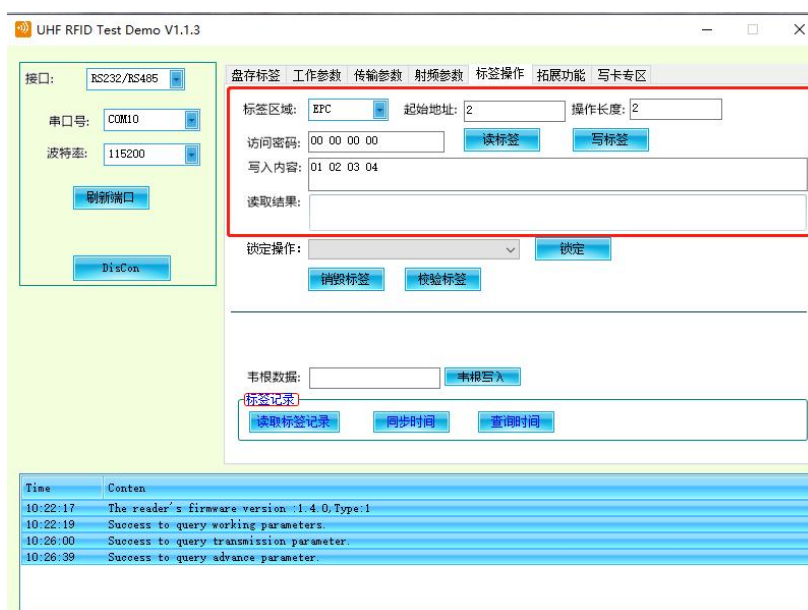 UHF RFID Test Demo V1.1.3
接口: RS232/RS485
串口号: COM10
波特率: 115200
刷新端口
DisCon
盘存标签 工作参数 传输参数 射频参数 标签操作 拓展功能 写卡专区
标签区域: EPC 起始地址: 2 操作长度: 2
访问密码: 00 00 00 00 读标签 写标签
写入内容: 01 02 03 04
读取结果:
锁定操作: 锁定
销毁标签 校验标签
韦根数据: 韦根写入
标签记录
读取标签记录 同步时间 查询时间
Time Conten
10:22:17 The reader's firmware version :1.4.0,Type:1
10:22:19 Success to query working parameters.
10:26:00 Success to query transmission parameter.
10:26:39 Success to query advance parameter.